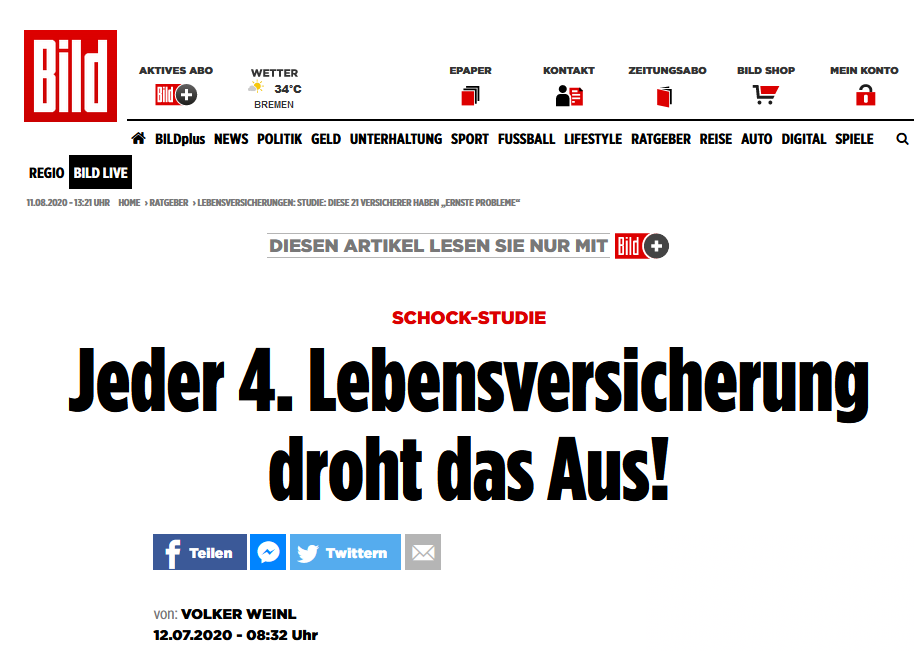 Bild
AKTIVES ABO
Bild+
WETTER
34°C
BREMEN
EPAPER
KONTAKT
ZEITUNGSABO
BILD SHOP
MEIN KONTO
BILDplus NEWS POLITIK GELD UNTERHALTUNG SPORT FUSSBALL LIFESTYLE RATGEBER REISE AUTO DIGITAL SPIELE
REGIO BILD LIVE
11.08.2020 - 13:21 UHR HOME › RATGEBER › LEBENSVERSICHERUNGEN: STUDIE: DIESE 21 VERSICHERER HABEN „ERNSTE PROBLEME“
DIESEN ARTIKEL LESEN SIE NUR MIT Bild+
SCHOCK-STUDIE
Jeder 4. Lebensversicherung
droht das Aus!
f Teilen Twittern
von: VOLKER WEINL
12.07.2020 - 08:32 Uhr